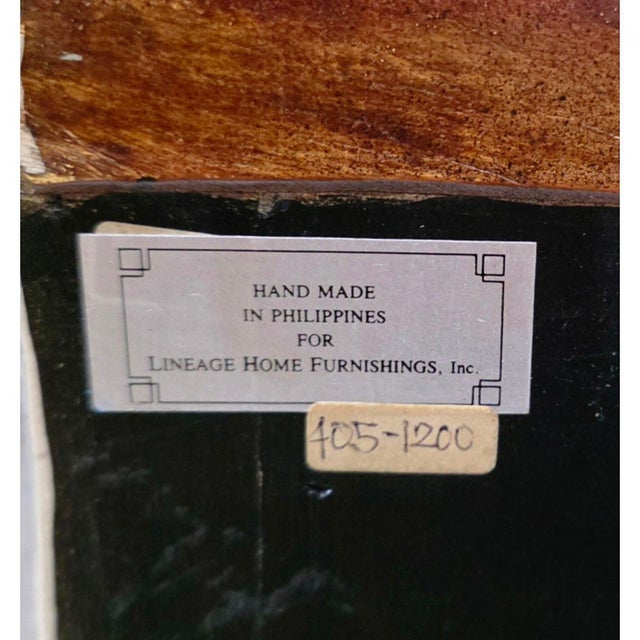 HAND MADE
IN PHILIPPINES
FOR
LINEAGE HOME FURNISHINGS, Inc.
405-1200